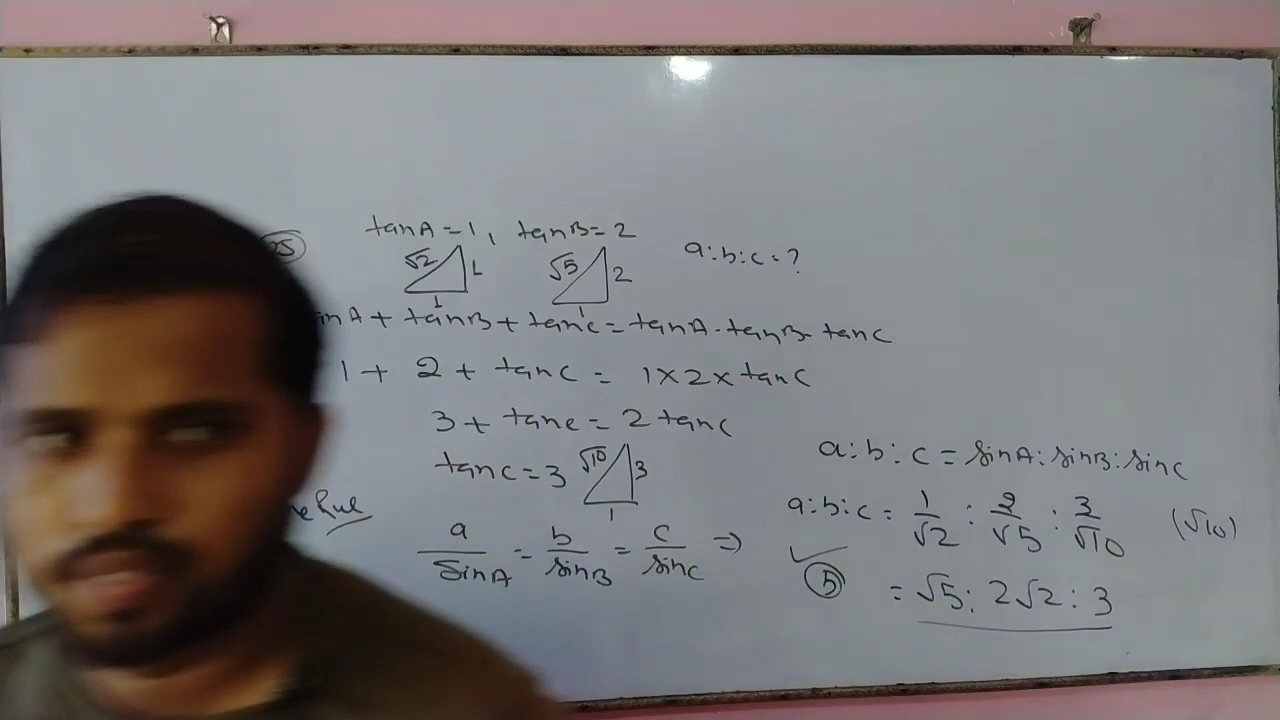 25 tanA = 1, tanB = 2 a:b:c = ?
√2 1 1 √5 2 1
tanA + tanB + tanC = tanA · tanB · tanC
1 + 2 + tanC = 1 × 2 × tanC
3 + tanC = 2 tanC
tanC = 3 √10 3 1
Rule
a/sinA = b/sinB = c/sinC ⇒
a : b : c = sinA : sinB : sinC
a:b:c = 1/√2 : 2/√5 : 3/√10 (√10)
= √5 : 2√2 : 3